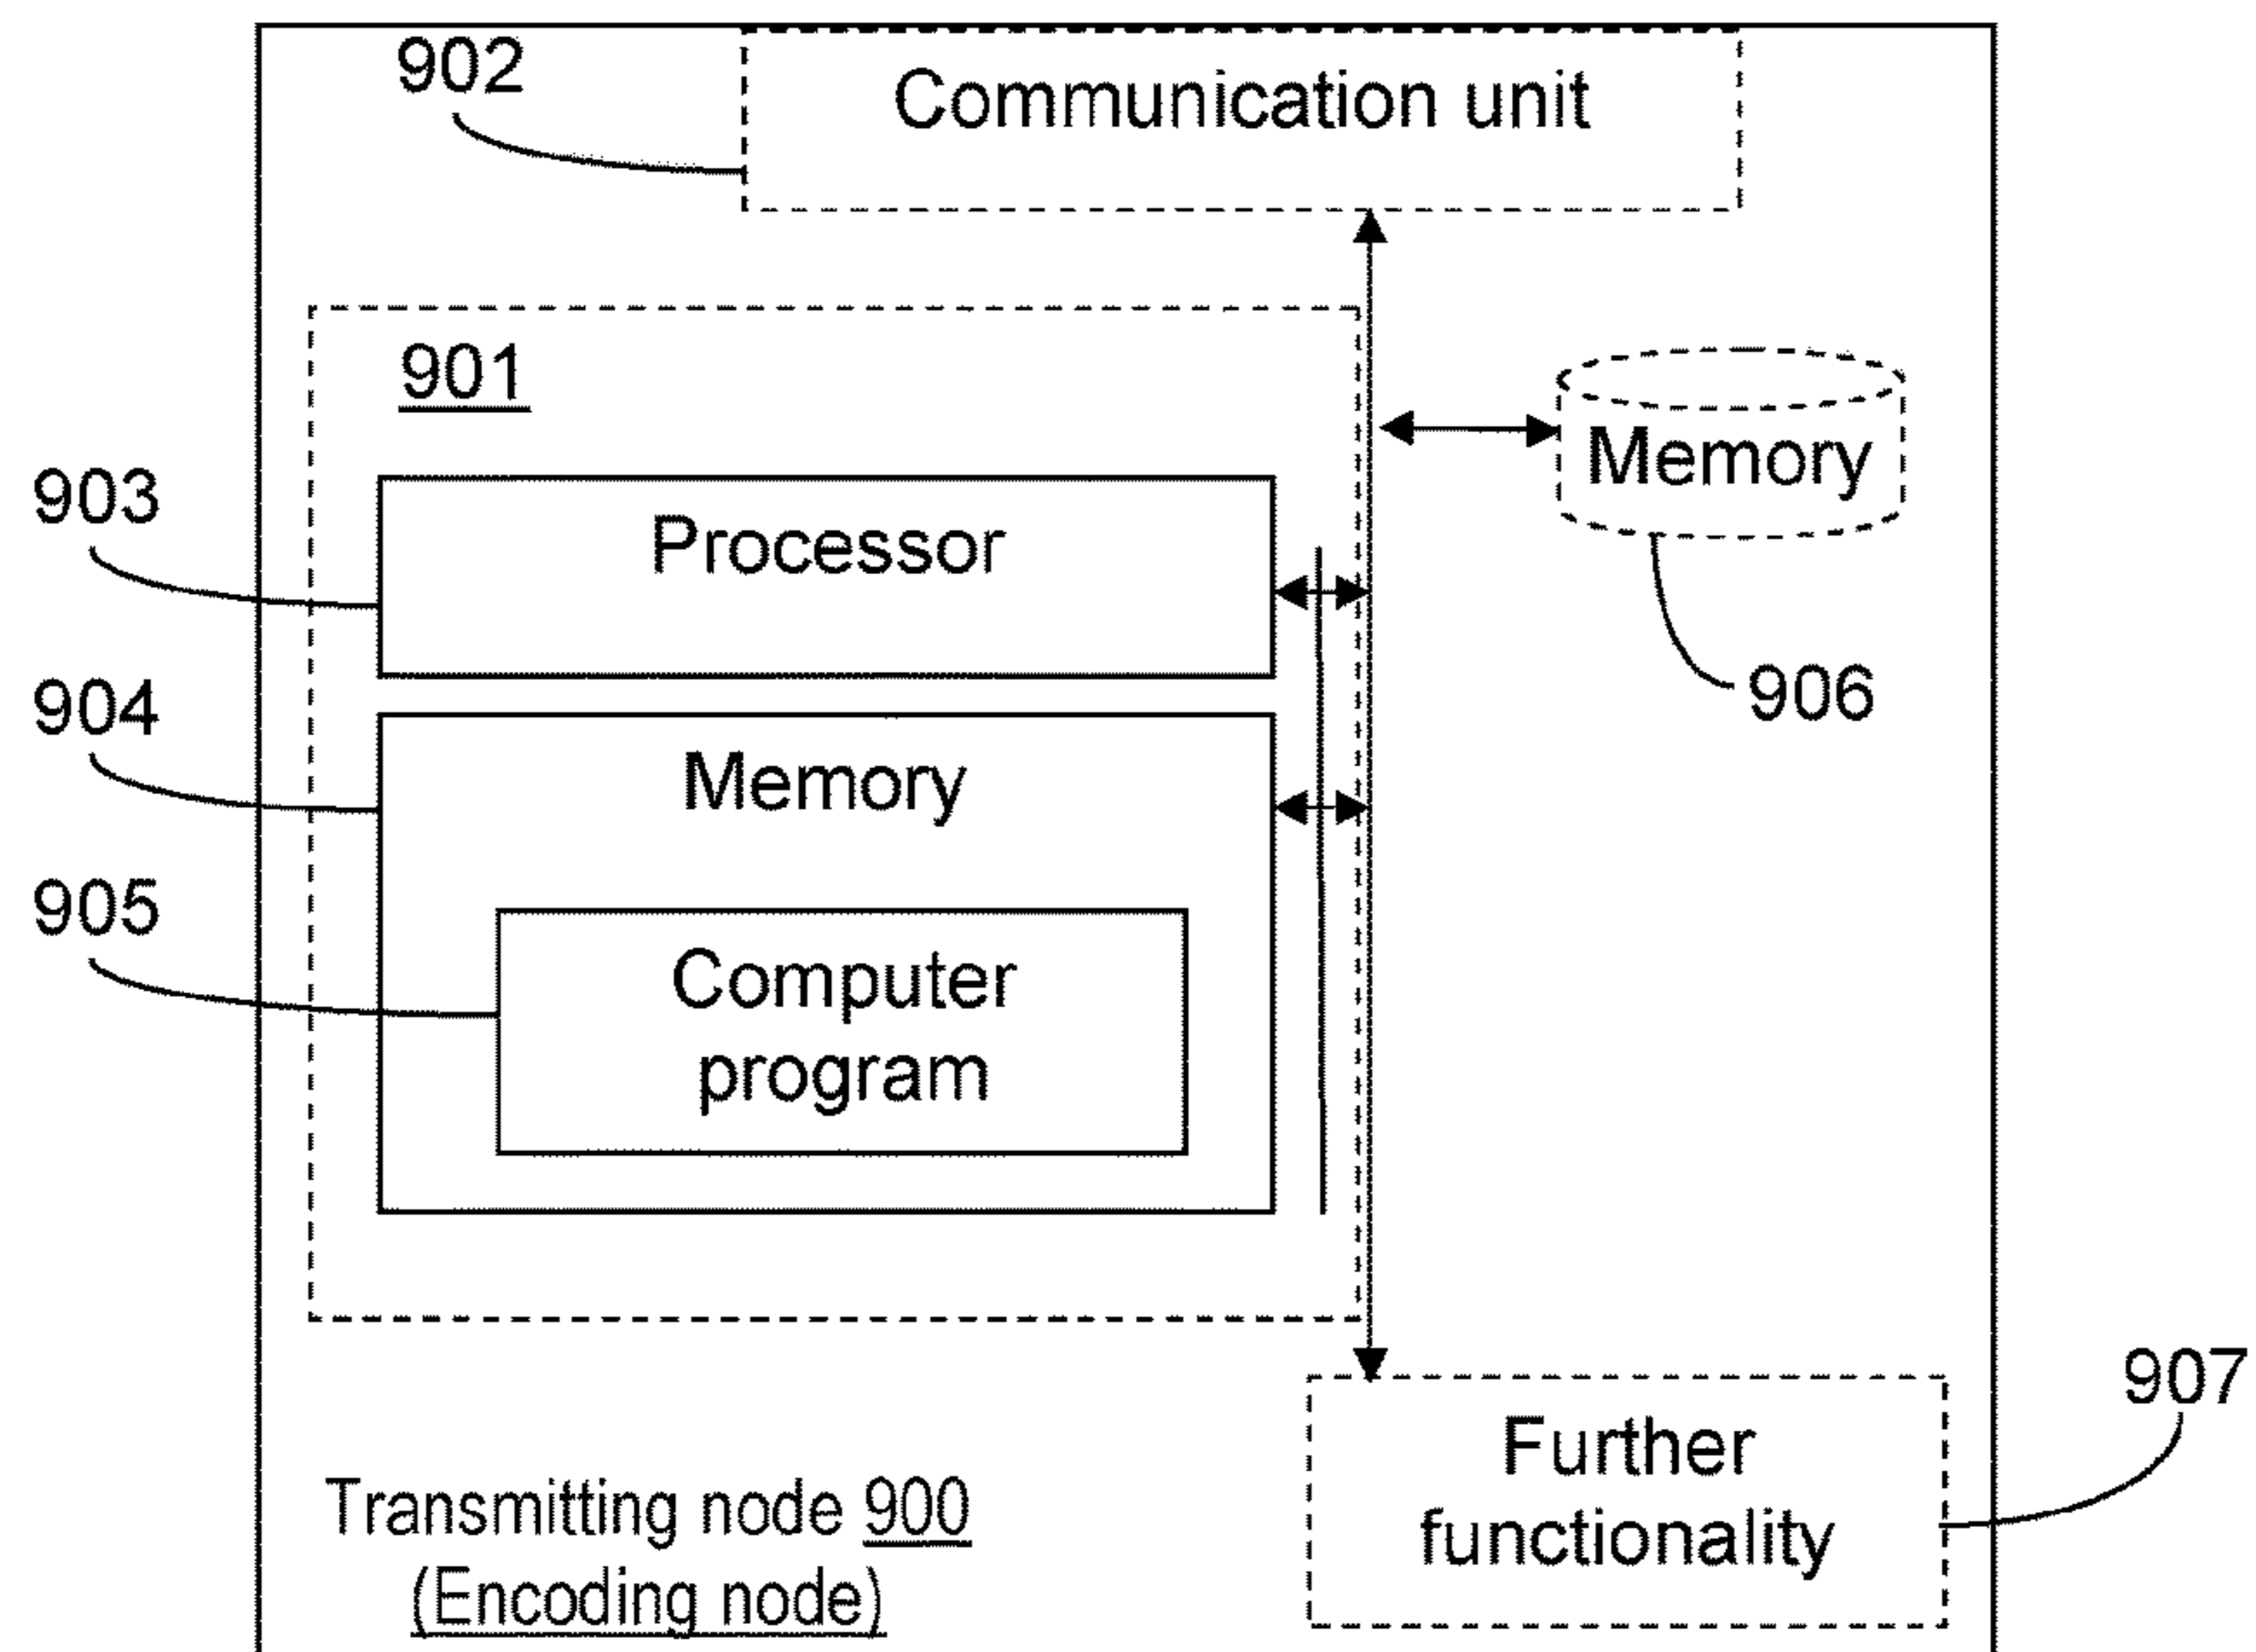 902
Communication unit
901
Memory
903
Processor
906
904
Memory
905
Computer
program
907
Further
functionality
Transmitting node 900
(Encoding node)